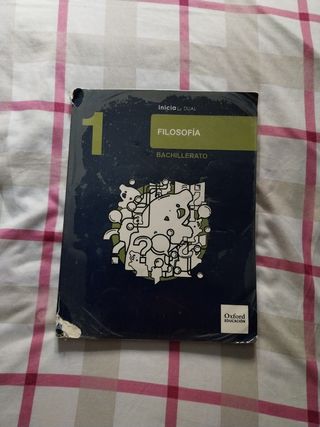 inicia DUAL
1
FILOSOFÍA
BACHILLERATO
Oxford
EDUCACIÓN